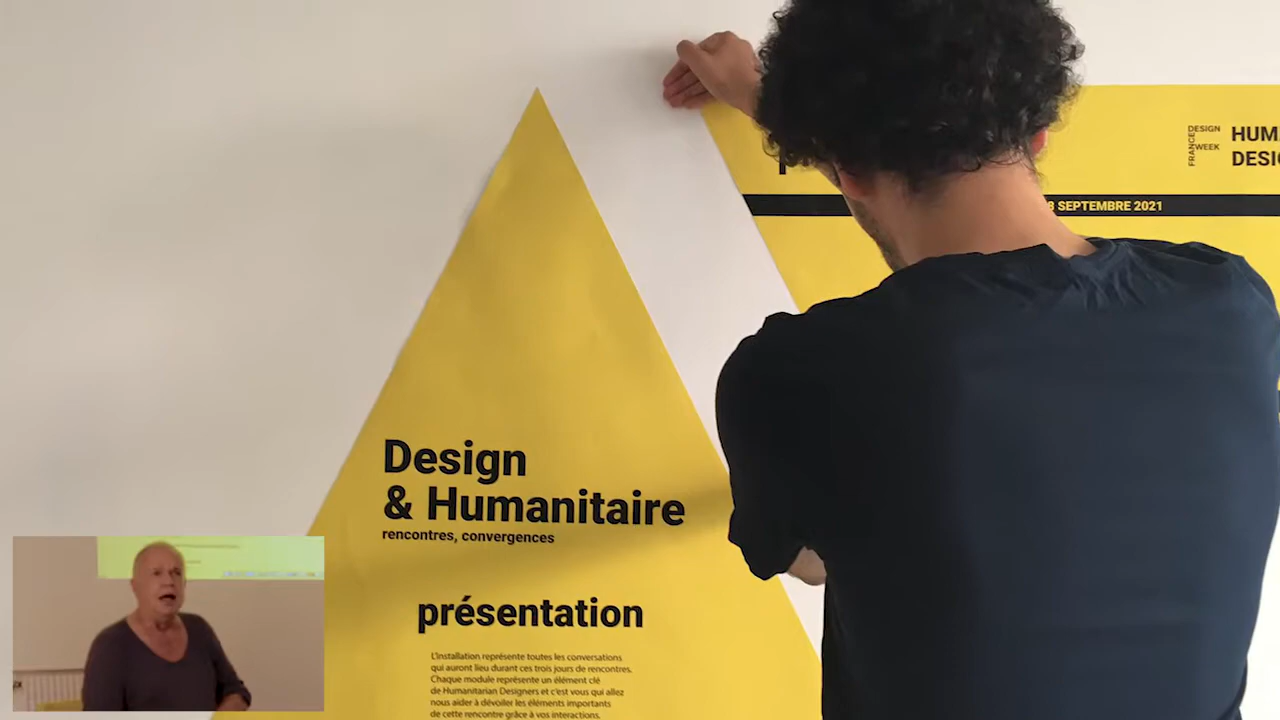 Design
& Humanitaire
rencontres, convergences
présentation
L'installation représente toutes les conversations
qui auront lieu durant ces trois jours de rencontres.
Chaque module représente un élément clé
de Humanitarian Designers et c'est vous qui allez
nous aider à dévoiler les éléments importants
de cette rencontre grâce à vos interactions.
FRANCE
DESIGN
WEEK
HUM
DESI
SEPTEMBRE 2021